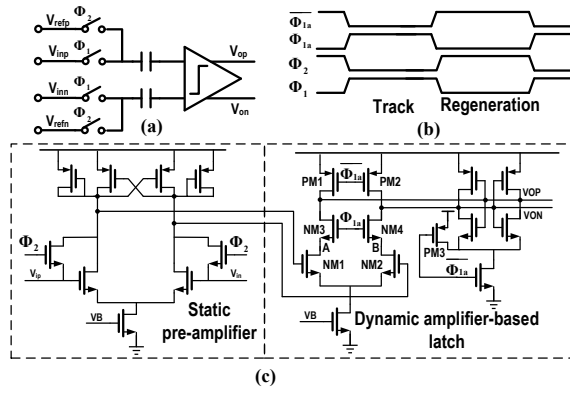 Φ2
Vrefp
Vinp
Φ1
Vinn
Φ1
Vrefn
Φ2
Vop
Von
(a)
Φ1a
Φ1a
Φ2
Φ1
Track
Regeneration
(b)
PM1
Φ1a
PM2
NM3
Φ1a
NM4
A
B
NM1
NM2
VOP
VON
PM3
Φ1a
Φ2
Φ2
Vip
Vin
VB
VB
Static
pre-amplifier
Dynamic amplifier-based
latch
(c)